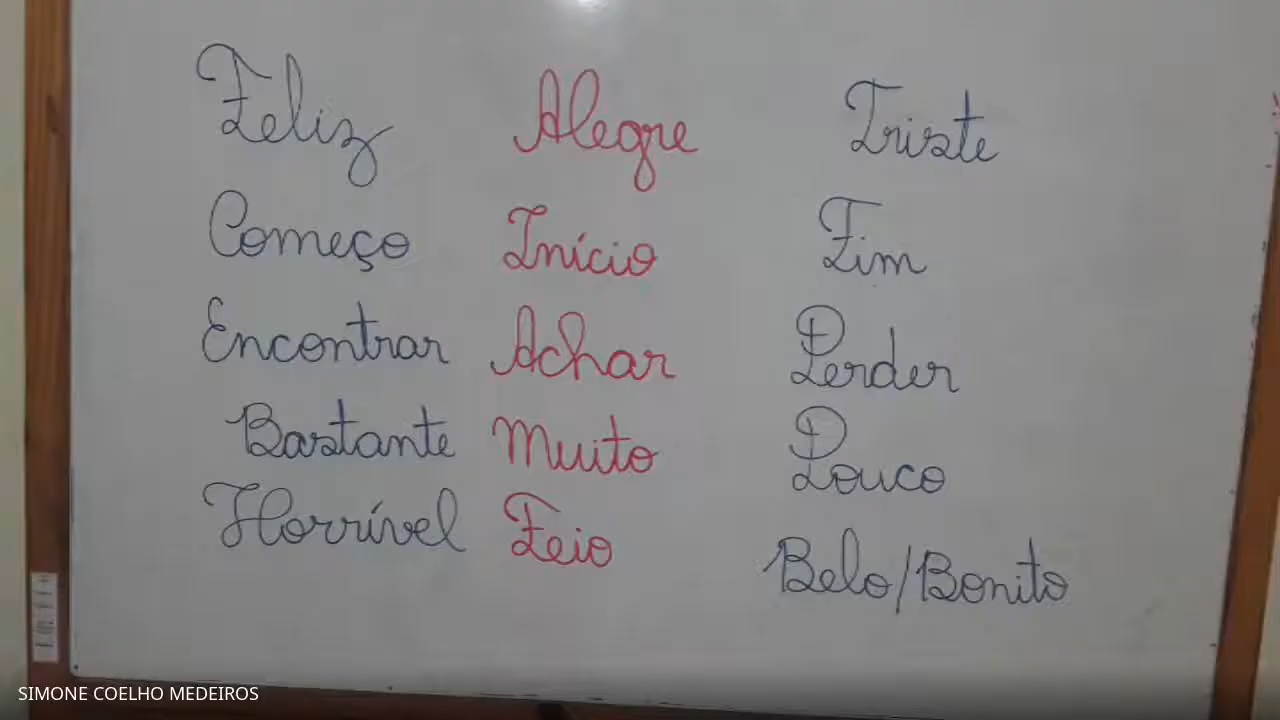 Feliz Alegre Triste
Começo Início Fim
Encontrar Achar Perder
Bastante Muito Pouco
Horrível Feio Belo/Bonito
SIMONE COELHO MEDEIROS